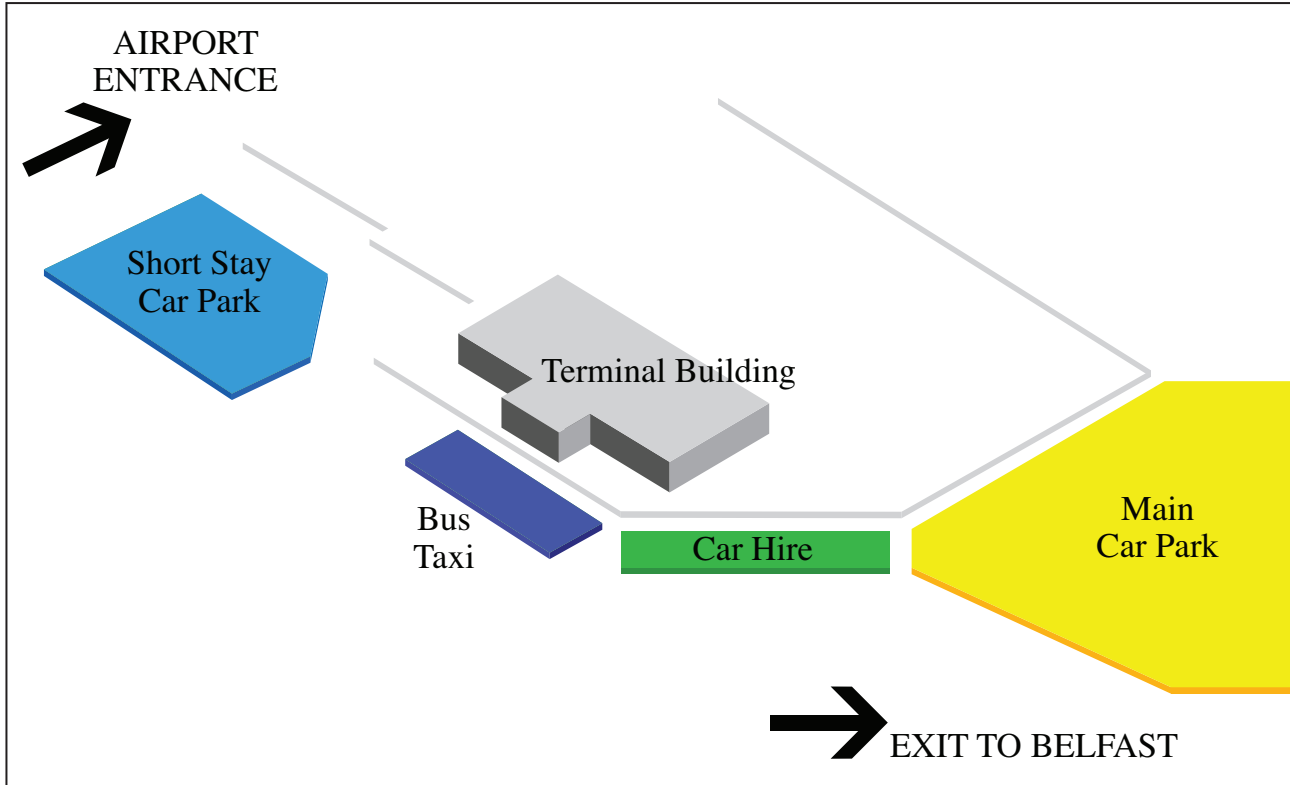 AIRPORT
ENTRANCE
Short Stay
Car Park
Terminal Building
Bus
Taxi
Car Hire
Main
Car Park
EXIT TO BELFAST